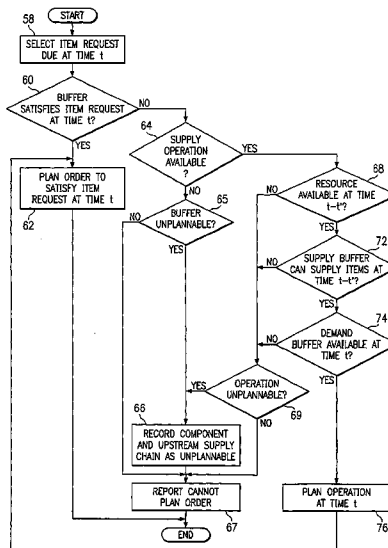 START
58
SELECT ITEM REQUEST
DUE AT TIME t
60
BUFFER
SATISFIES ITEM REQUEST
AT TIME t?
NO
YES
64
SUPPLY
OPERATION
AVAILABLE
?
YES
NO
PLAN ORDER TO
SATISFY ITEM
REQUEST AT TIME t
62
65
BUFFER
UNPLANNABLE?
NO
YES
68
RESOURCE
AVAILABLE AT TIME
t-t'?
NO
YES
72
SUPPLY BUFFER
CAN SUPPLY ITEMS AT
TIME t-t'?
NO
YES
74
DEMAND
BUFFER AVAILABLE AT
TIME t?
NO
YES
OPERATION
UNPLANNABLE?
YES
69
NO
66
RECORD COMPONENT
AND UPSTREAM SUPPLY
CHAIN AS UNPLANNABLE
REPORT CANNOT
PLAN ORDER
67
PLAN OPERATION
AT TIME t
76
END